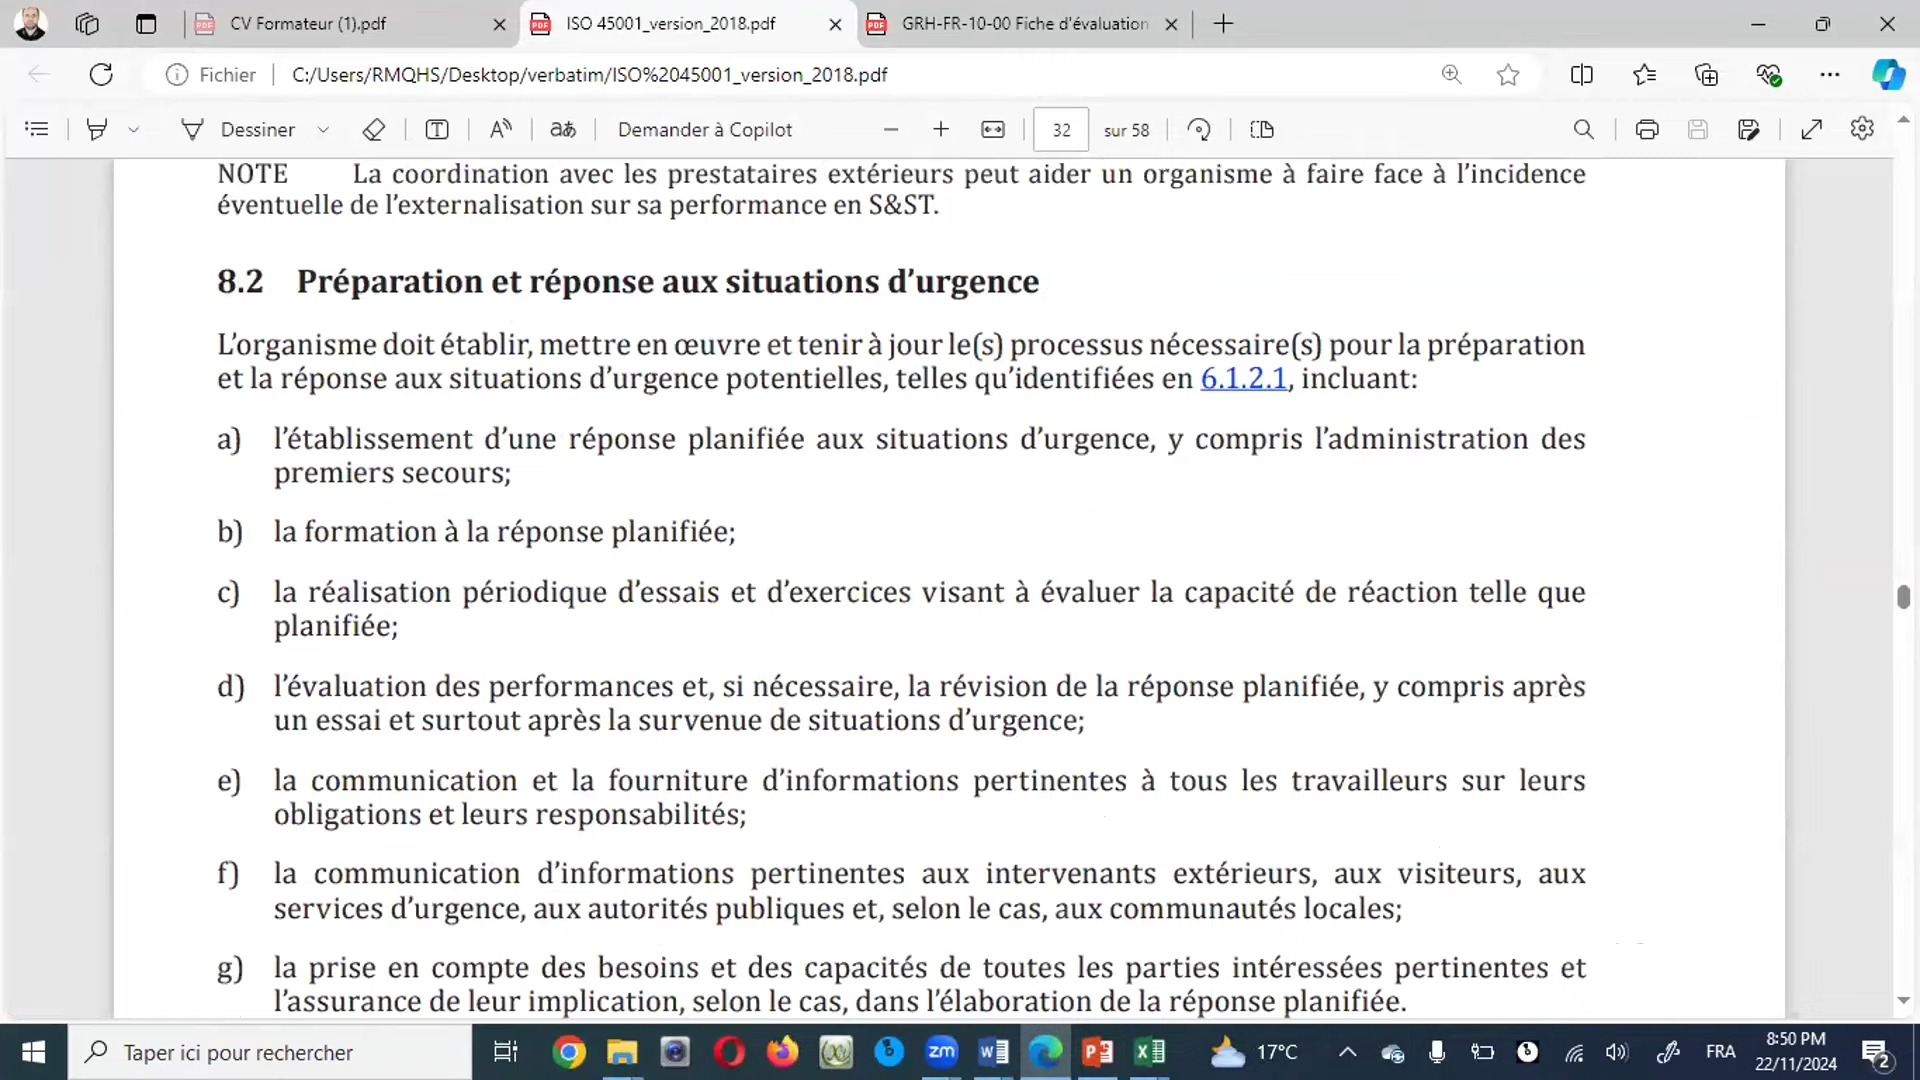 CV Formateur (1).pdf
ISO 45001_version_2018.pdf
GRH-FR-10-00 Fiche d'évaluation
Fichier
C:/Users/RMQHS/Desktop/verbatim/ISO%2045001_version_2018.pdf
Dessiner
Demander à Copilot
32
sur 58
NOTE La coordination avec les prestataires extérieurs peut aider un organisme à faire face à l’incidence
éventuelle de l’externalisation sur sa performance en S&ST.
8.2 Préparation et réponse aux situations d’urgence
L’organisme doit établir, mettre en œuvre et tenir à jour le(s) processus nécessaire(s) pour la préparation
et la réponse aux situations d’urgence potentielles, telles qu’identifiées en 6.1.2.1, incluant:
a) l’établissement d’une réponse planifiée aux situations d’urgence, y compris l’administration des
premiers secours;
b) la formation à la réponse planifiée;
c) la réalisation périodique d’essais et d’exercices visant à évaluer la capacité de réaction telle que
planifiée;
d) l’évaluation des performances et, si nécessaire, la révision de la réponse planifiée, y compris après
un essai et surtout après la survenue de situations d’urgence;
e) la communication et la fourniture d’informations pertinentes à tous les travailleurs sur leurs
obligations et leurs responsabilités;
f) la communication d’informations pertinentes aux intervenants extérieurs, aux visiteurs, aux
services d’urgence, aux autorités publiques et, selon le cas, aux communautés locales;
g) la prise en compte des besoins et des capacités de toutes les parties intéressées pertinentes et
l’assurance de leur implication, selon le cas, dans l’élaboration de la réponse planifiée.
Taper ici pour rechercher
zm
17°C
FRA
8:50 PM
22/11/2024
2